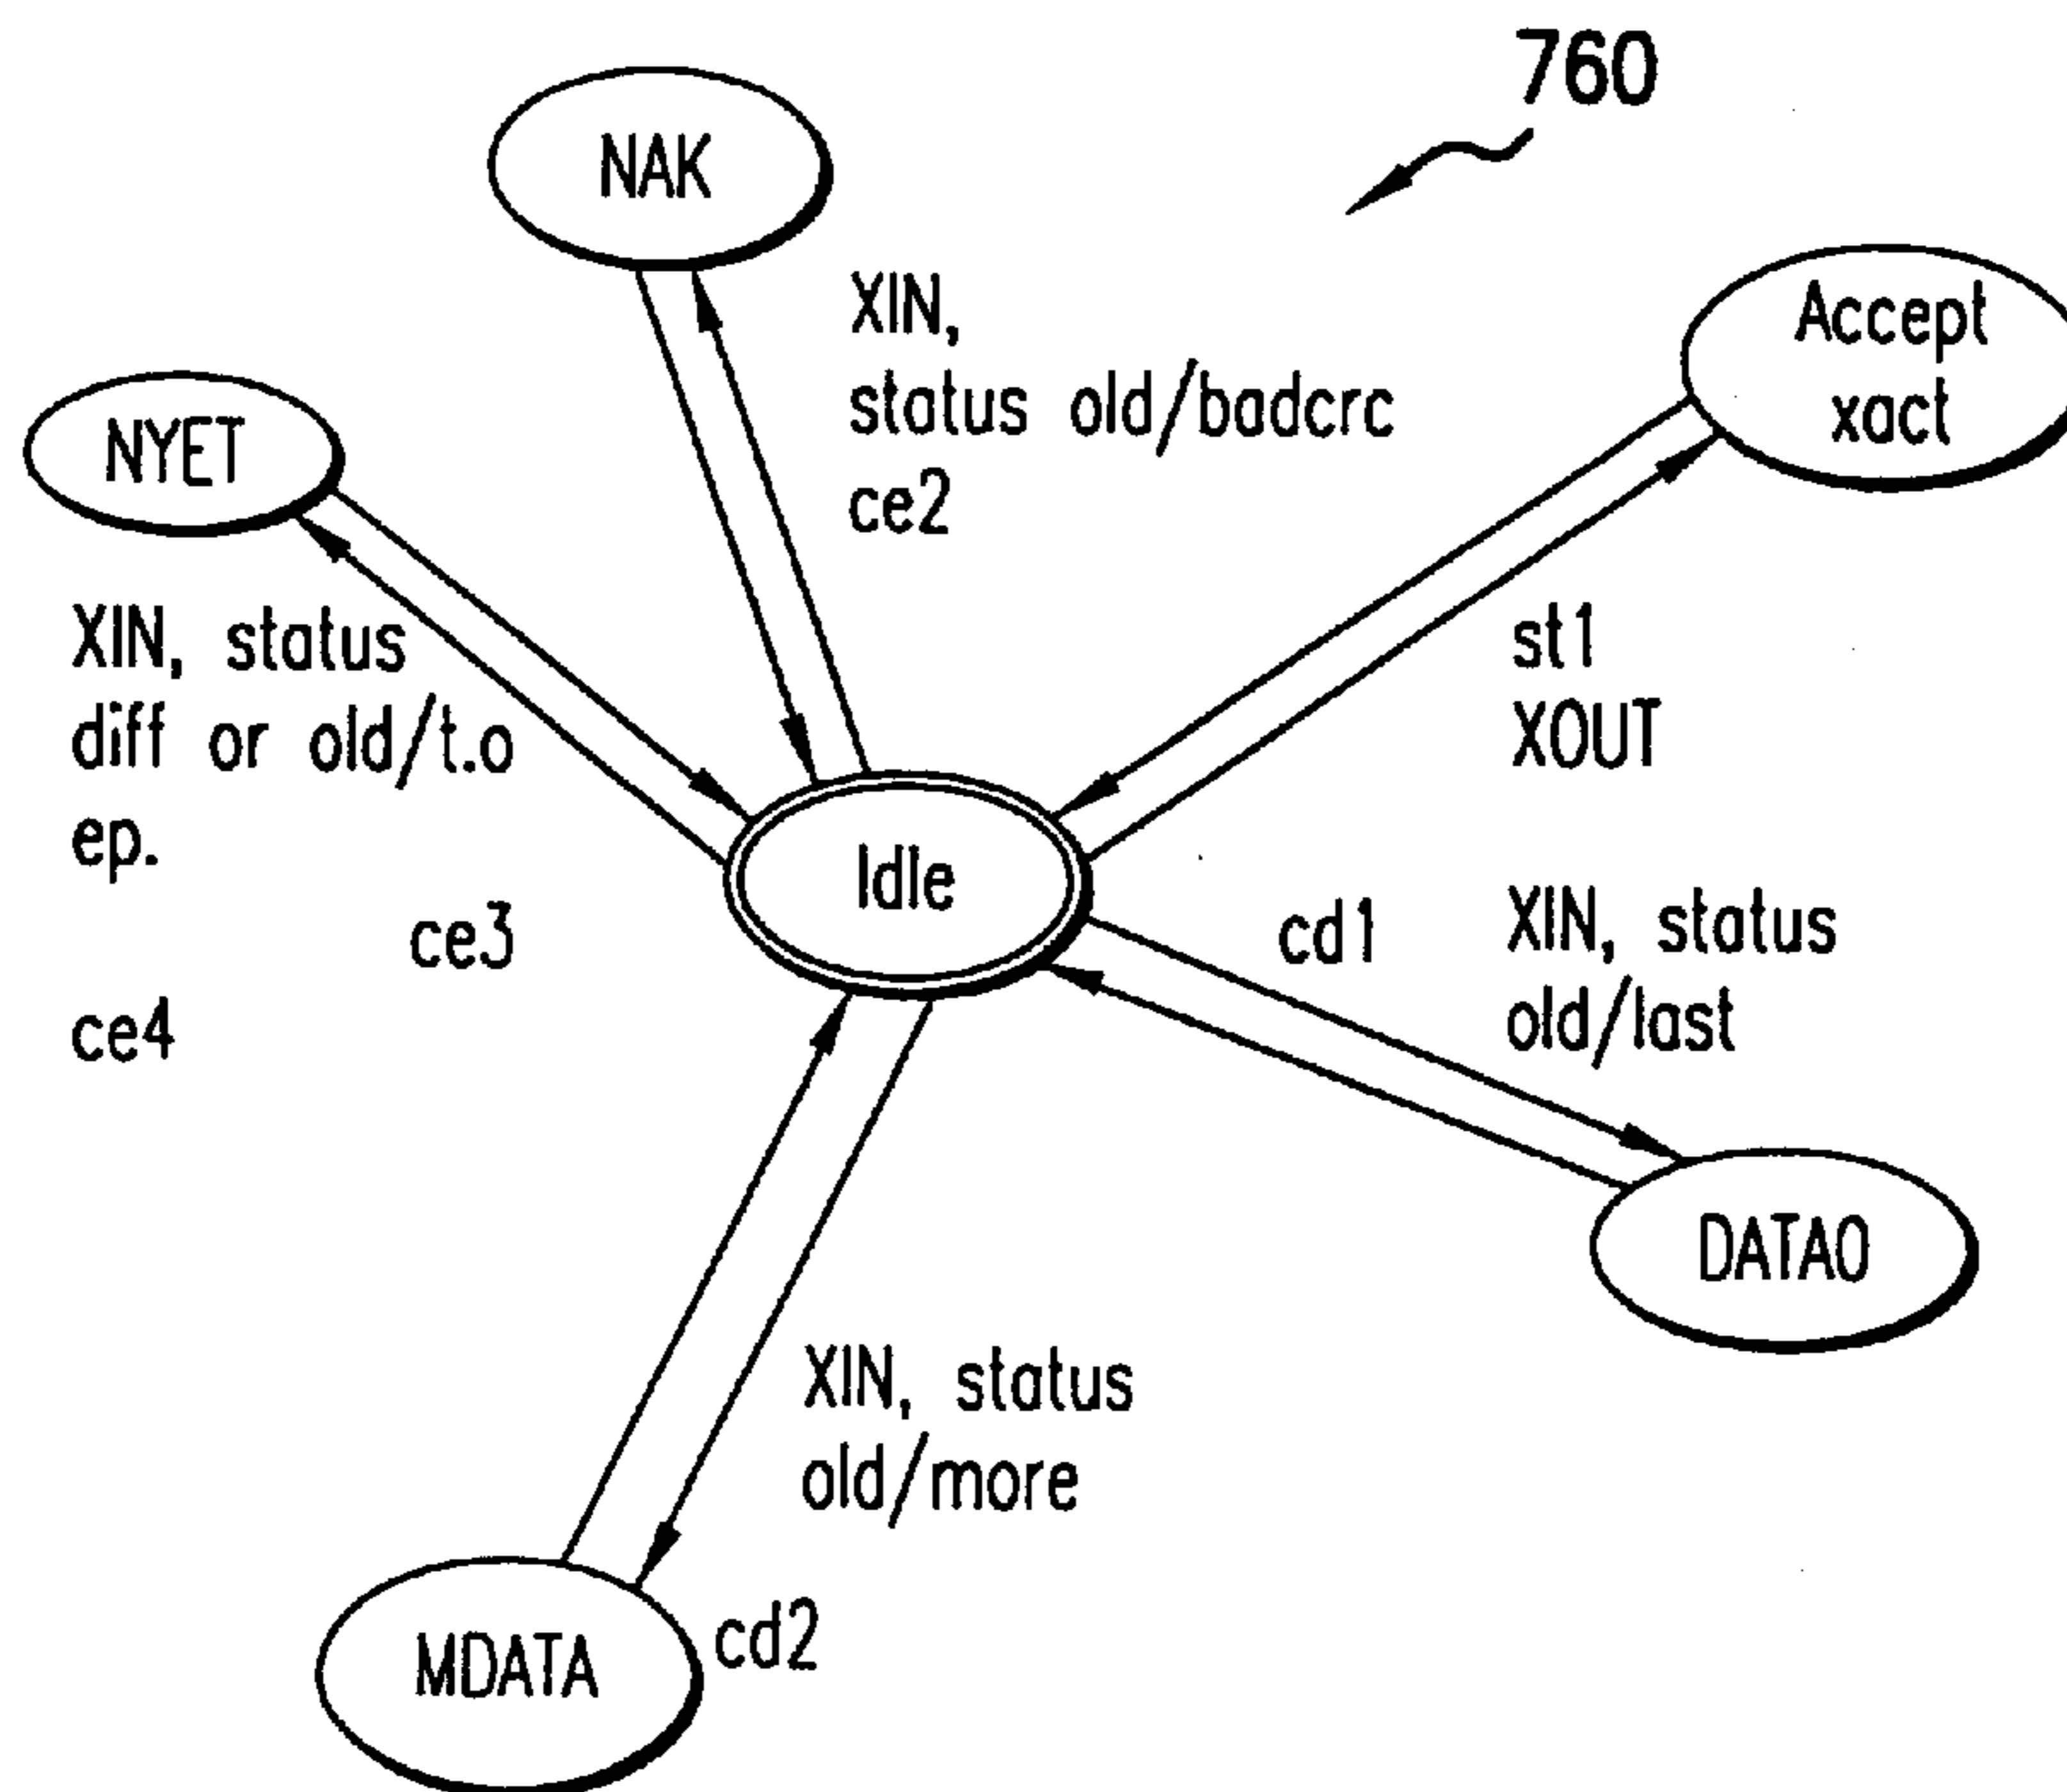 760
NAK
XIN,
status old/badcrc
ce2
Accept
xact
NYET
XIN, status
diff or old/t.o
ep.
ce3
ce4
st1
XOUT
Idle
cd1
XIN, status
old/last
DATA0
XIN, status
old/more
MDATA
cd2